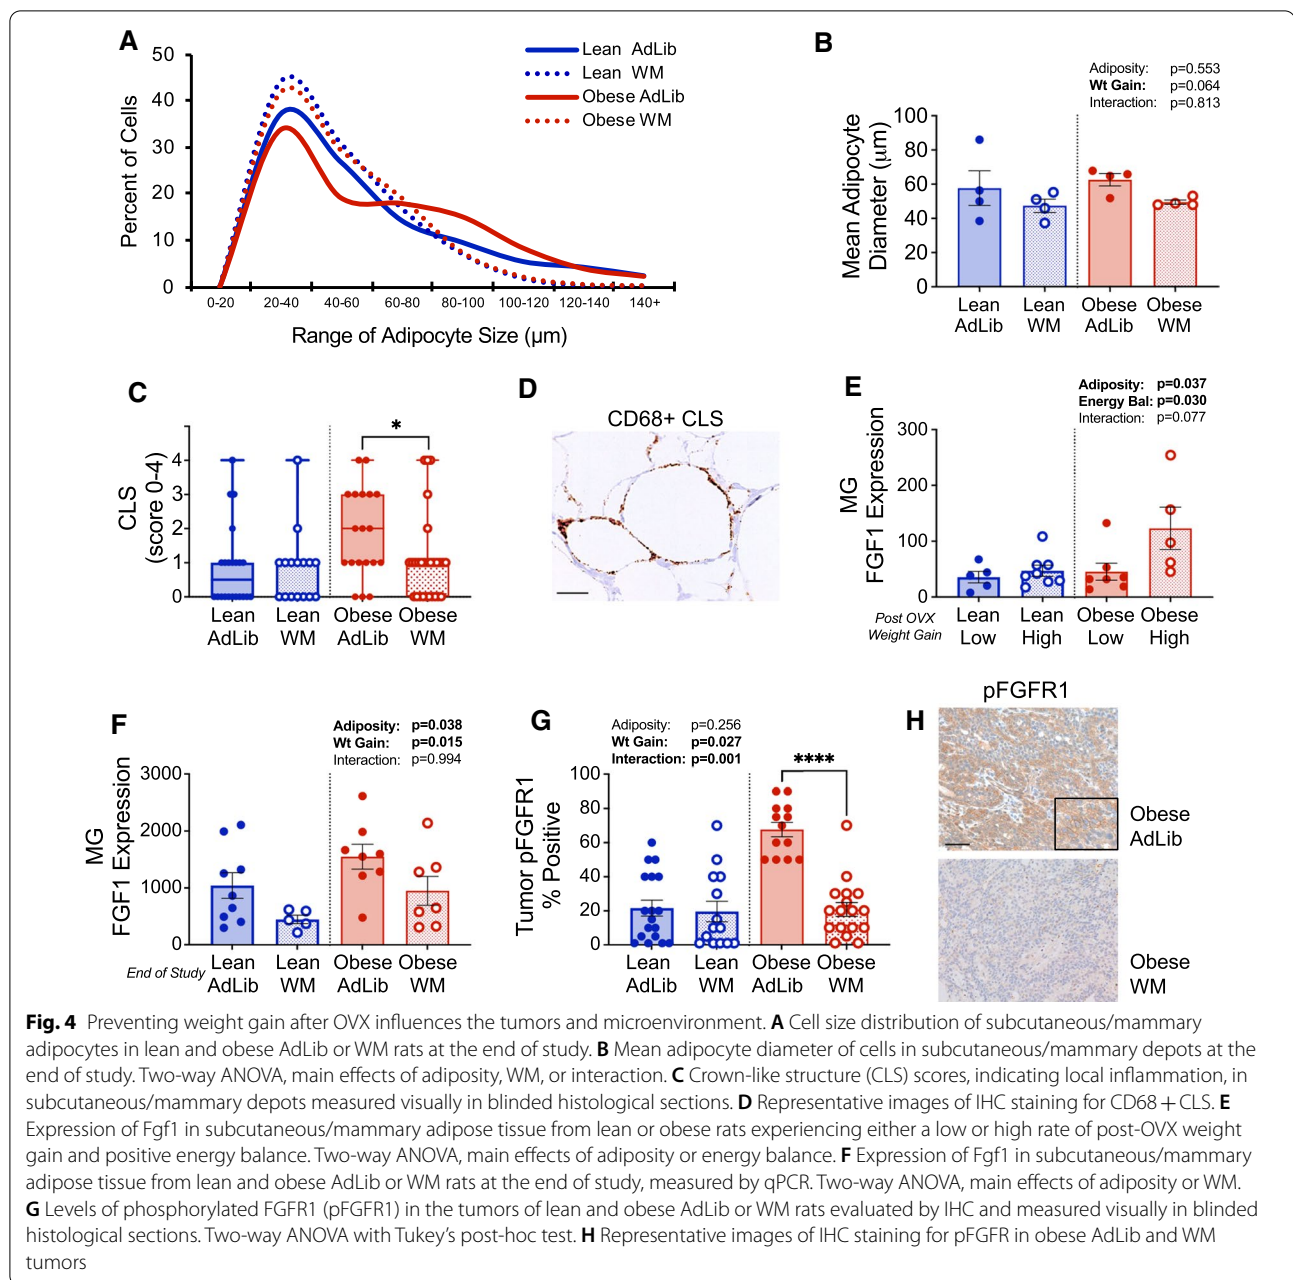 A
50
40
30
20
10
0
Percent of Cells
0-20 20-40 40-60 60-80 80-100 100-120 120-140 140+
Range of Adipocyte Size (µm)
Lean AdLib
Lean WM
Obese AdLib
Obese WM
B
Adiposity: p=0.553
Wt Gain: p=0.064
Interaction: p=0.813
100
80
60
40
20
0
Mean Adipocyte
Diameter (µm)
Lean Lean Obese Obese
AdLib WM AdLib WM
C
*
4
3
2
1
0
CLS
(score 0-4)
Lean Lean Obese Obese
AdLib WM AdLib WM
D
CD68+ CLS
E
Adiposity: p=0.037
Energy Bal: p=0.030
Interaction: p=0.077
300
200
100
0
MG
FGF1 Expression
Post OVX
Weight Gain
Lean Lean Obese Obese
Low High Low High
F
Adiposity: p=0.038
Wt Gain: p=0.015
Interaction: p=0.994
3000
2000
1000
0
MG
FGF1 Expression
End of Study
Lean Lean Obese Obese
AdLib WM AdLib WM
G
Adiposity: p=0.256
Wt Gain: p=0.027
Interaction: p=0.001
****
100
80
60
40
20
0
Tumor pFGFR1
% Positive
Lean Lean Obese Obese
AdLib WM AdLib WM
H
pFGFR1
Obese
AdLib
Obese
WM
Fig. 4 Preventing weight gain after OVX influences the tumors and microenvironment. A Cell size distribution of subcutaneous/mammary
adipocytes in lean and obese AdLib or WM rats at the end of study. B Mean adipocyte diameter of cells in subcutaneous/mammary depots at the
end of study. Two-way ANOVA, main effects of adiposity, WM, or interaction. C Crown-like structure (CLS) scores, indicating local inflammation, in
subcutaneous/mammary depots measured visually in blinded histological sections. D Representative images of IHC staining for CD68 + CLS. E
Expression of Fgf1 in subcutaneous/mammary adipose tissue from lean or obese rats experiencing either a low or high rate of post-OVX weight
gain and positive energy balance. Two-way ANOVA, main effects of adiposity or energy balance. F Expression of Fgf1 in subcutaneous/mammary
adipose tissue from lean and obese AdLib or WM rats at the end of study, measured by qPCR. Two-way ANOVA, main effects of adiposity or WM.
G Levels of phosphorylated FGFR1 (pFGFR1) in the tumors of lean and obese AdLib or WM rats evaluated by IHC and measured visually in blinded
histological sections. Two-way ANOVA with Tukey's post-hoc test. H Representative images of IHC staining for pFGFR in obese AdLib and WM
tumors